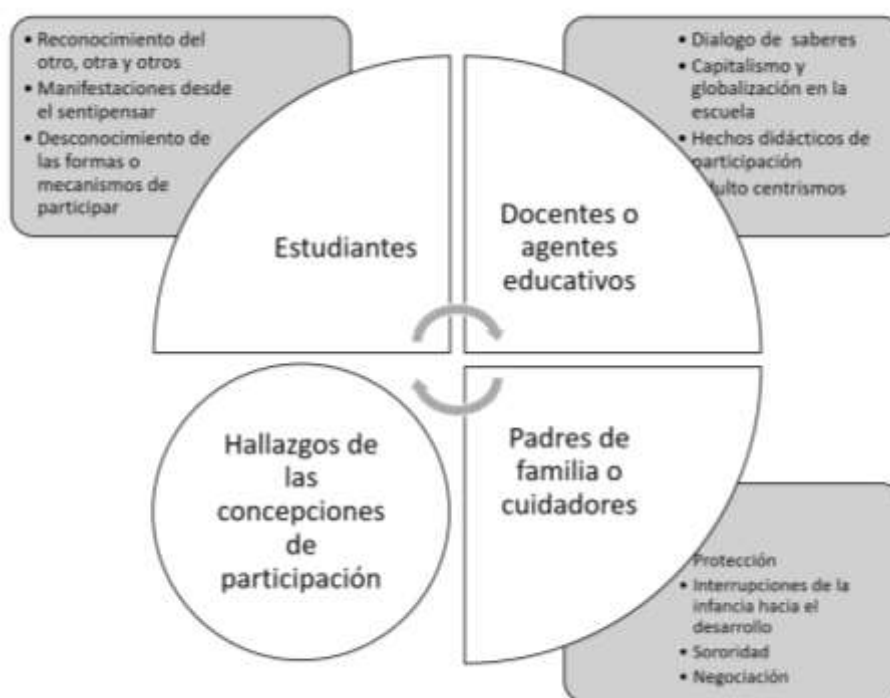 • Reconocimiento del
otro, otra y otros
• Manifestaciones desde
el sentipensar
• Desconocimiento de
las formas o
mecanismos de
participar
Estudiantes
• Dialogo de saberes
• Capitalismo y
globalización en la
escuela
• Hechos didácticos de
participación
dulto centrismos
Docentes o
agentes
educativos
Hallazgos de
las
concepciones
de
participación
Padres de
familia o
cuidadores
Protección
• Interrupciones de la
infancia hacia el
desarrollo
• Sororidad
• Negociación